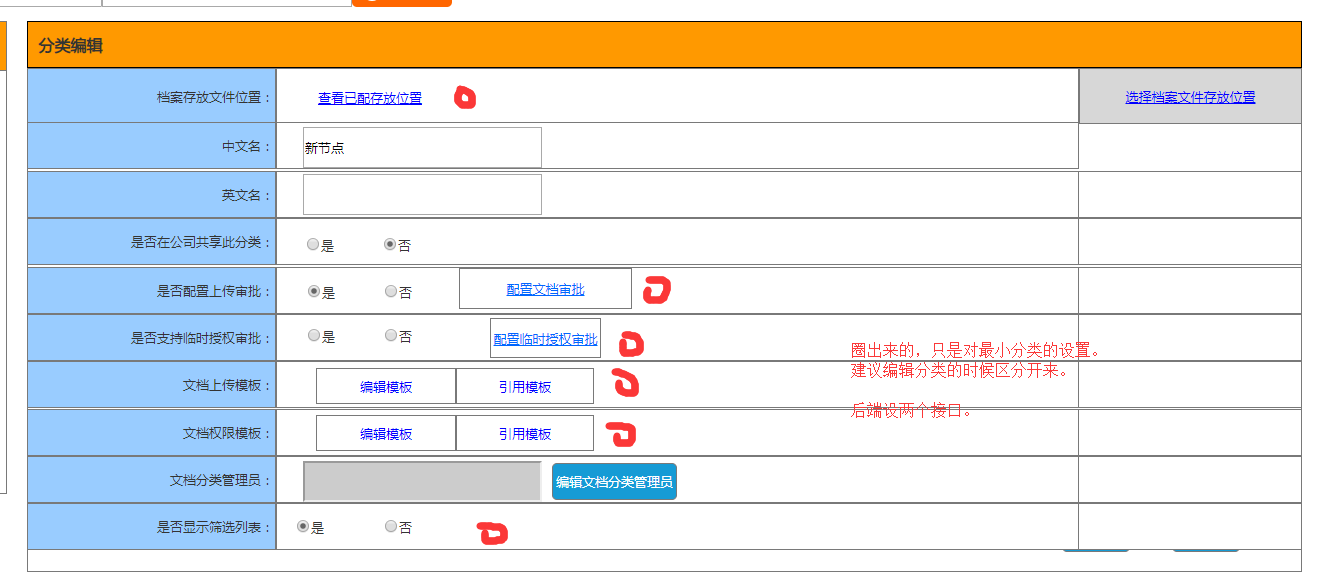 分类编辑
档案存放文件位置： 查看已配存放位置 选择档案文件存放位置
中文名： 新节点
英文名：
是否在公司共享此分类： 是 否
是否配置上传审批： 是 否 配置文档审批
是否支持临时授权审批： 是 否 配置临时授权审批
圈出来的，只是对最小分类的设置。
建议编辑分类的时候区分开来。
文档上传模板： 编辑模板 引用模板
后端设两个接口。
文档权限模板： 编辑模板 引用模板
文档分类管理员： 编辑文档分类管理员
是否显示筛选列表： 是 否